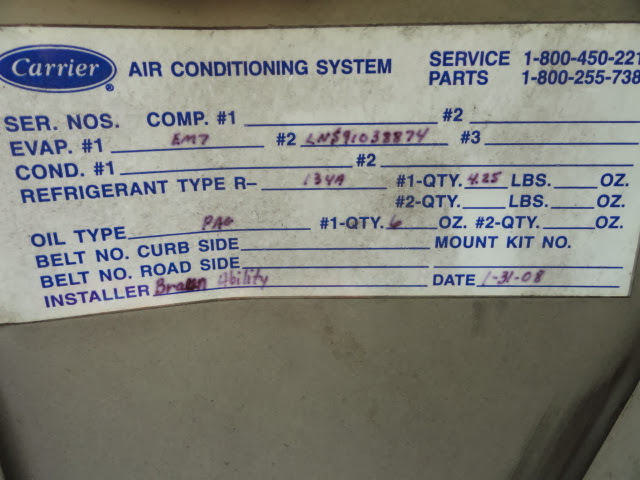 Carrier ® AIR CONDITIONING SYSTEM SERVICE 1-800-450-221
PARTS 1-800-255-738
SER. NOS. COMP. #1 #2
EVAP. #1 EM7 #2 LNS91038874 #3
COND. #1 #2
REFRIGERANT TYPE R– 134A #1-QTY. 4.25 LBS. OZ.
#2-QTY. LBS. OZ.
OIL TYPE PAG #1-QTY. 6 OZ. #2-QTY. OZ.
BELT NO. CURB SIDE MOUNT KIT NO.
BELT NO. ROAD SIDE
INSTALLER Braun Ability DATE 1-31-08